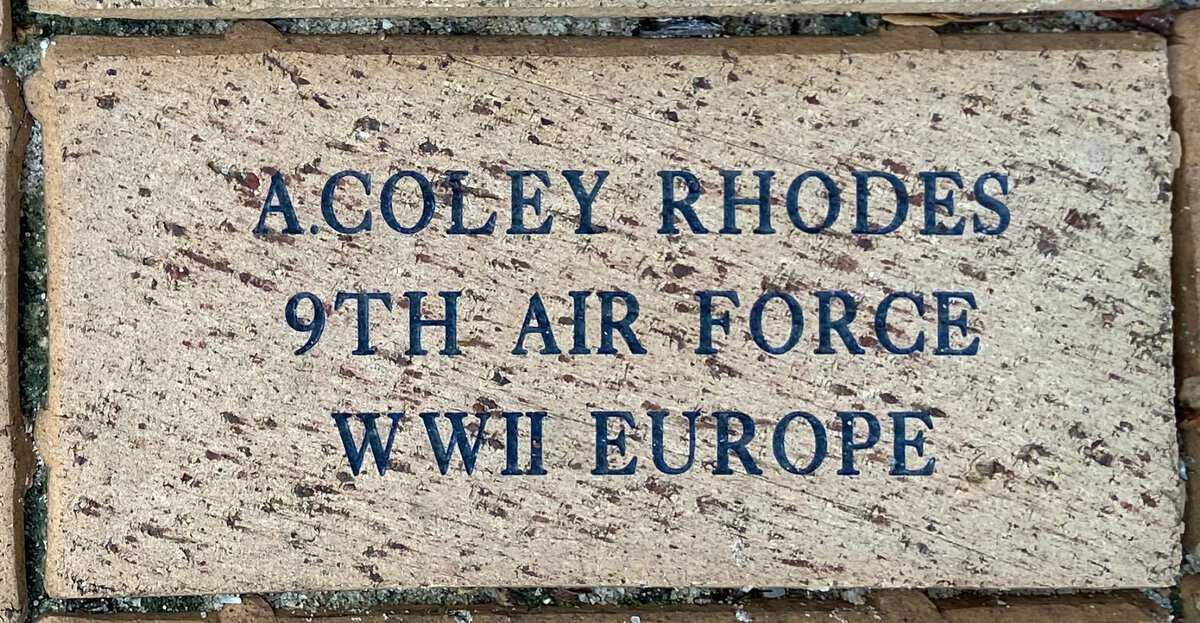 A.COLEY RHODES
9TH AIR FORCE
WWII EUROPE